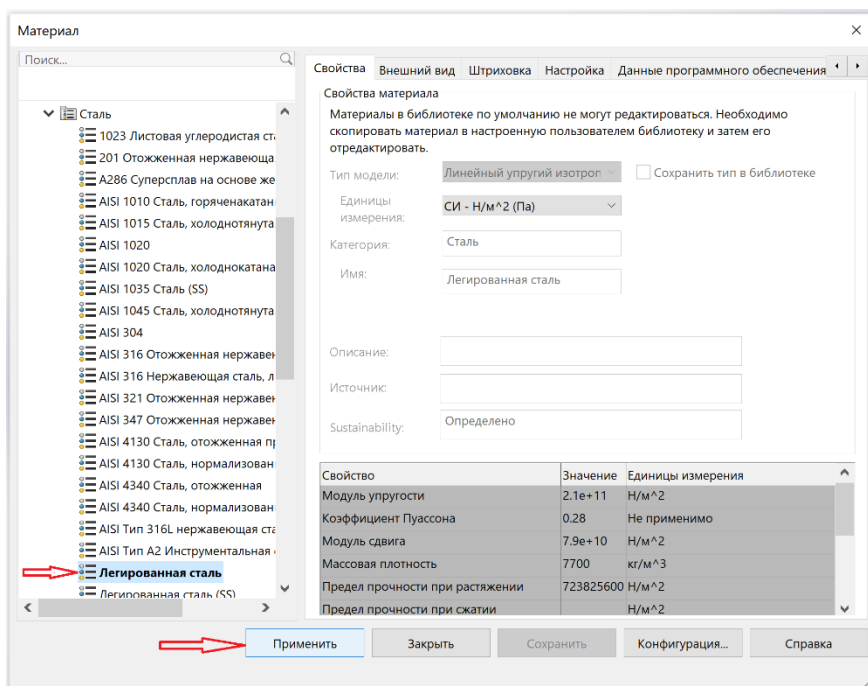 Материал
Поиск...
Сталь
1023 Листовая углеродистая ст
201 Отожженная нержавеюща
A286 Суперсплав на основе же
AISI 1010 Сталь, горяченакатан
AISI 1015 Сталь, холоднотянута
AISI 1020
AISI 1020 Сталь, холоднокатана
AISI 1035 Сталь (SS)
AISI 1045 Сталь, холоднотянута
AISI 304
AISI 316 Отожженная нержавен
AISI 316 Нержавеющая сталь, л
AISI 321 Отожженная нержавен
AISI 347 Отожженная нержавен
AISI 4130 Сталь, отожженная пр
AISI 4130 Сталь, нормализован
AISI 4340 Сталь, отожженная
AISI 4340 Сталь, нормализован
AISI Тип 316L нержавеющая ста
AISI Тип A2 Инструментальная
Легированная сталь
Легированная сталь (SS)
Свойства Внешний вид Штриховка Настройка Данные программного обеспечения
Свойства материала
Материалы в библиотеке по умолчанию не могут редактироваться. Необходимо
скопировать материал в настроенную пользователем библиотеку и затем его
отредактировать.
Тип модели: Линейный упругий изотроп Сохранить тип в библиотеке
Единицы
измерения: СИ - Н/м^2 (Па)
Категория: Сталь
Имя: Легированная сталь
Описание:
Источник:
Sustainability: Определено
Свойство Значение Единицы измерения
Модуль упругости 2.1e+11 Н/м^2
Коэффициент Пуассона 0.28 Не применимо
Модуль сдвига 7.9e+10 Н/м^2
Массовая плотность 7700 кг/м^3
Предел прочности при растяжении 723825600 Н/м^2
Предел прочности при сжатии Н/м^2
Применить Закрыть Сохранить Конфигурация... Справка